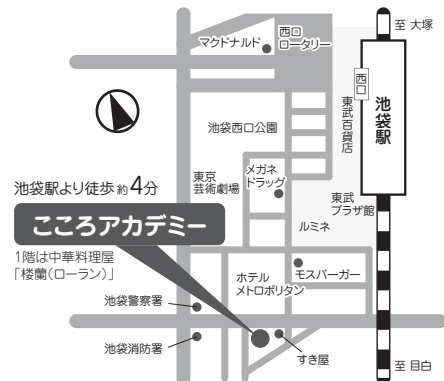 至 大塚
マクドナルド
西口
ロータリー
西口
池袋駅
東武百貨店
池袋西口公園
東京
芸術劇場
メガネ
ドラッグ
池袋駅より徒歩 約4分
東武
プラザ館
こころアカデミー
ルミネ
1階は中華料理屋
「楼蘭(ローラン)」
ホテル
メトロポリタン
モスバーガー
池袋警察署
池袋消防署
すき屋
至 目白